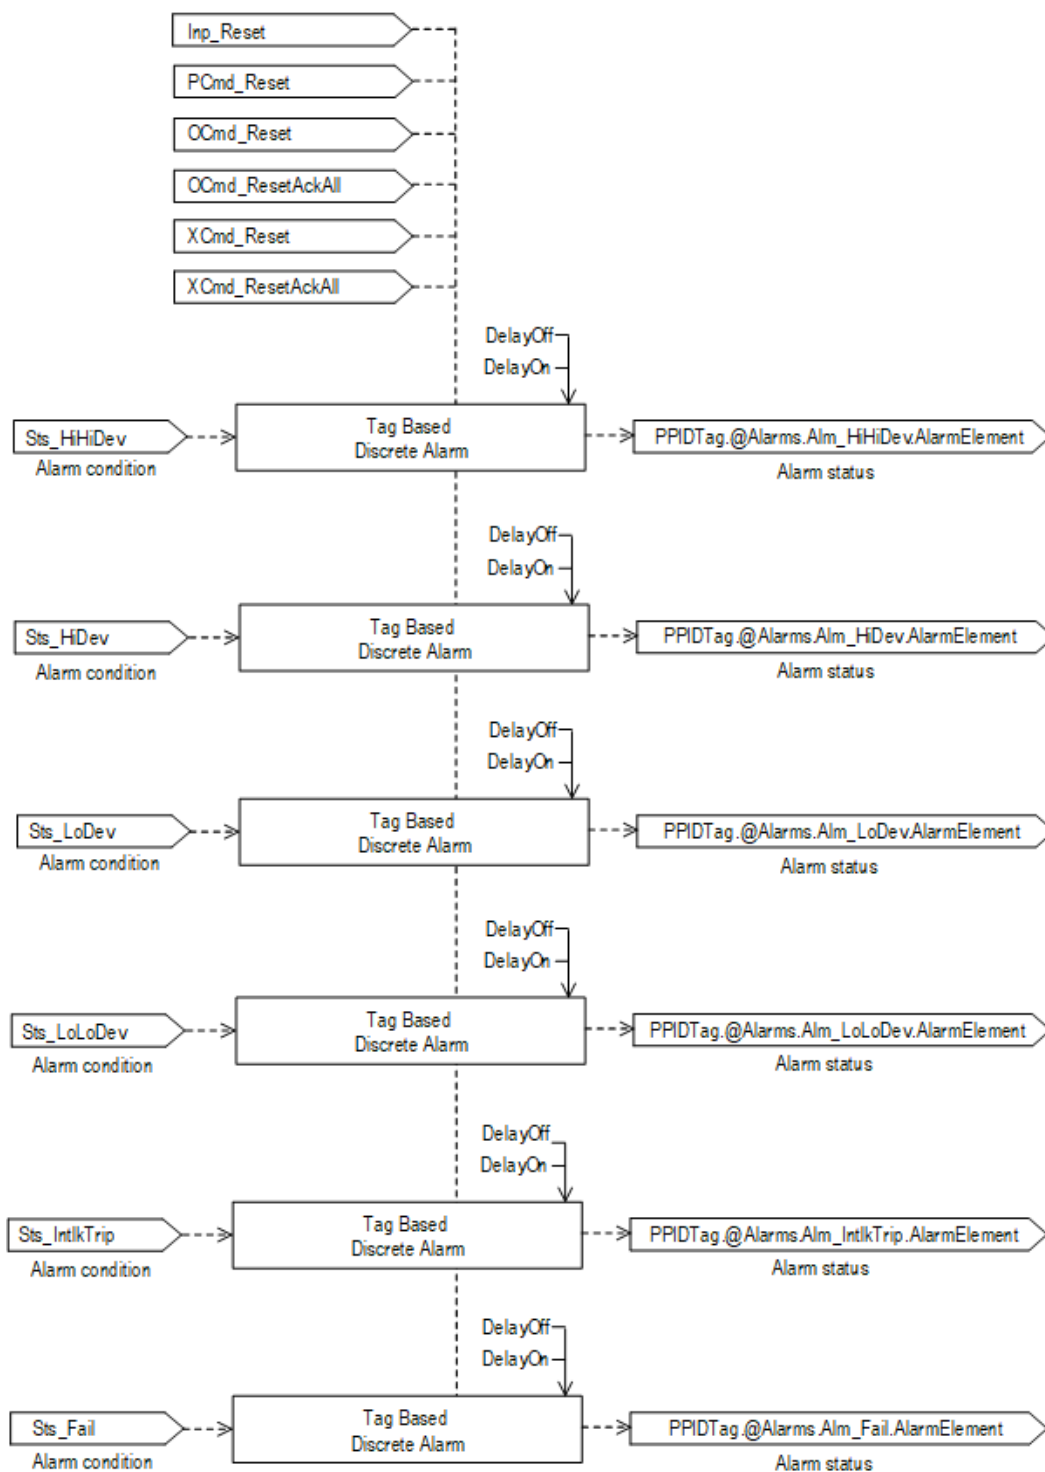 Inp_Reset
PCmd_Reset
OCmd_Reset
OCmd_ResetAckAll
XCmd_Reset
XCmd_ResetAckAll
DelayOff
DelayOn
Sts_HiHiDev
Alarm condition
Tag Based
Discrete Alarm
PPIDTag.@Alarms.Alm_HiHiDev.AlarmElement
Alarm status
DelayOff
DelayOn
Sts_HiDev
Alarm condition
Tag Based
Discrete Alarm
PPIDTag.@Alarms.Alm_HiDev.AlarmElement
Alarm status
DelayOff
DelayOn
Sts_LoDev
Alarm condition
Tag Based
Discrete Alarm
PPIDTag.@Alarms.Alm_LoDev.AlarmElement
Alarm status
DelayOff
DelayOn
Sts_LoLoDev
Alarm condition
Tag Based
Discrete Alarm
PPIDTag.@Alarms.Alm_LoLoDev.AlarmElement
Alarm status
DelayOff
DelayOn
Sts_IntlkTrip
Alarm condition
Tag Based
Discrete Alarm
PPIDTag.@Alarms.Alm_IntlkTrip.AlarmElement
Alarm status
DelayOff
DelayOn
Sts_Fail
Alarm condition
Tag Based
Discrete Alarm
PPIDTag.@Alarms.Alm_Fail.AlarmElement
Alarm status